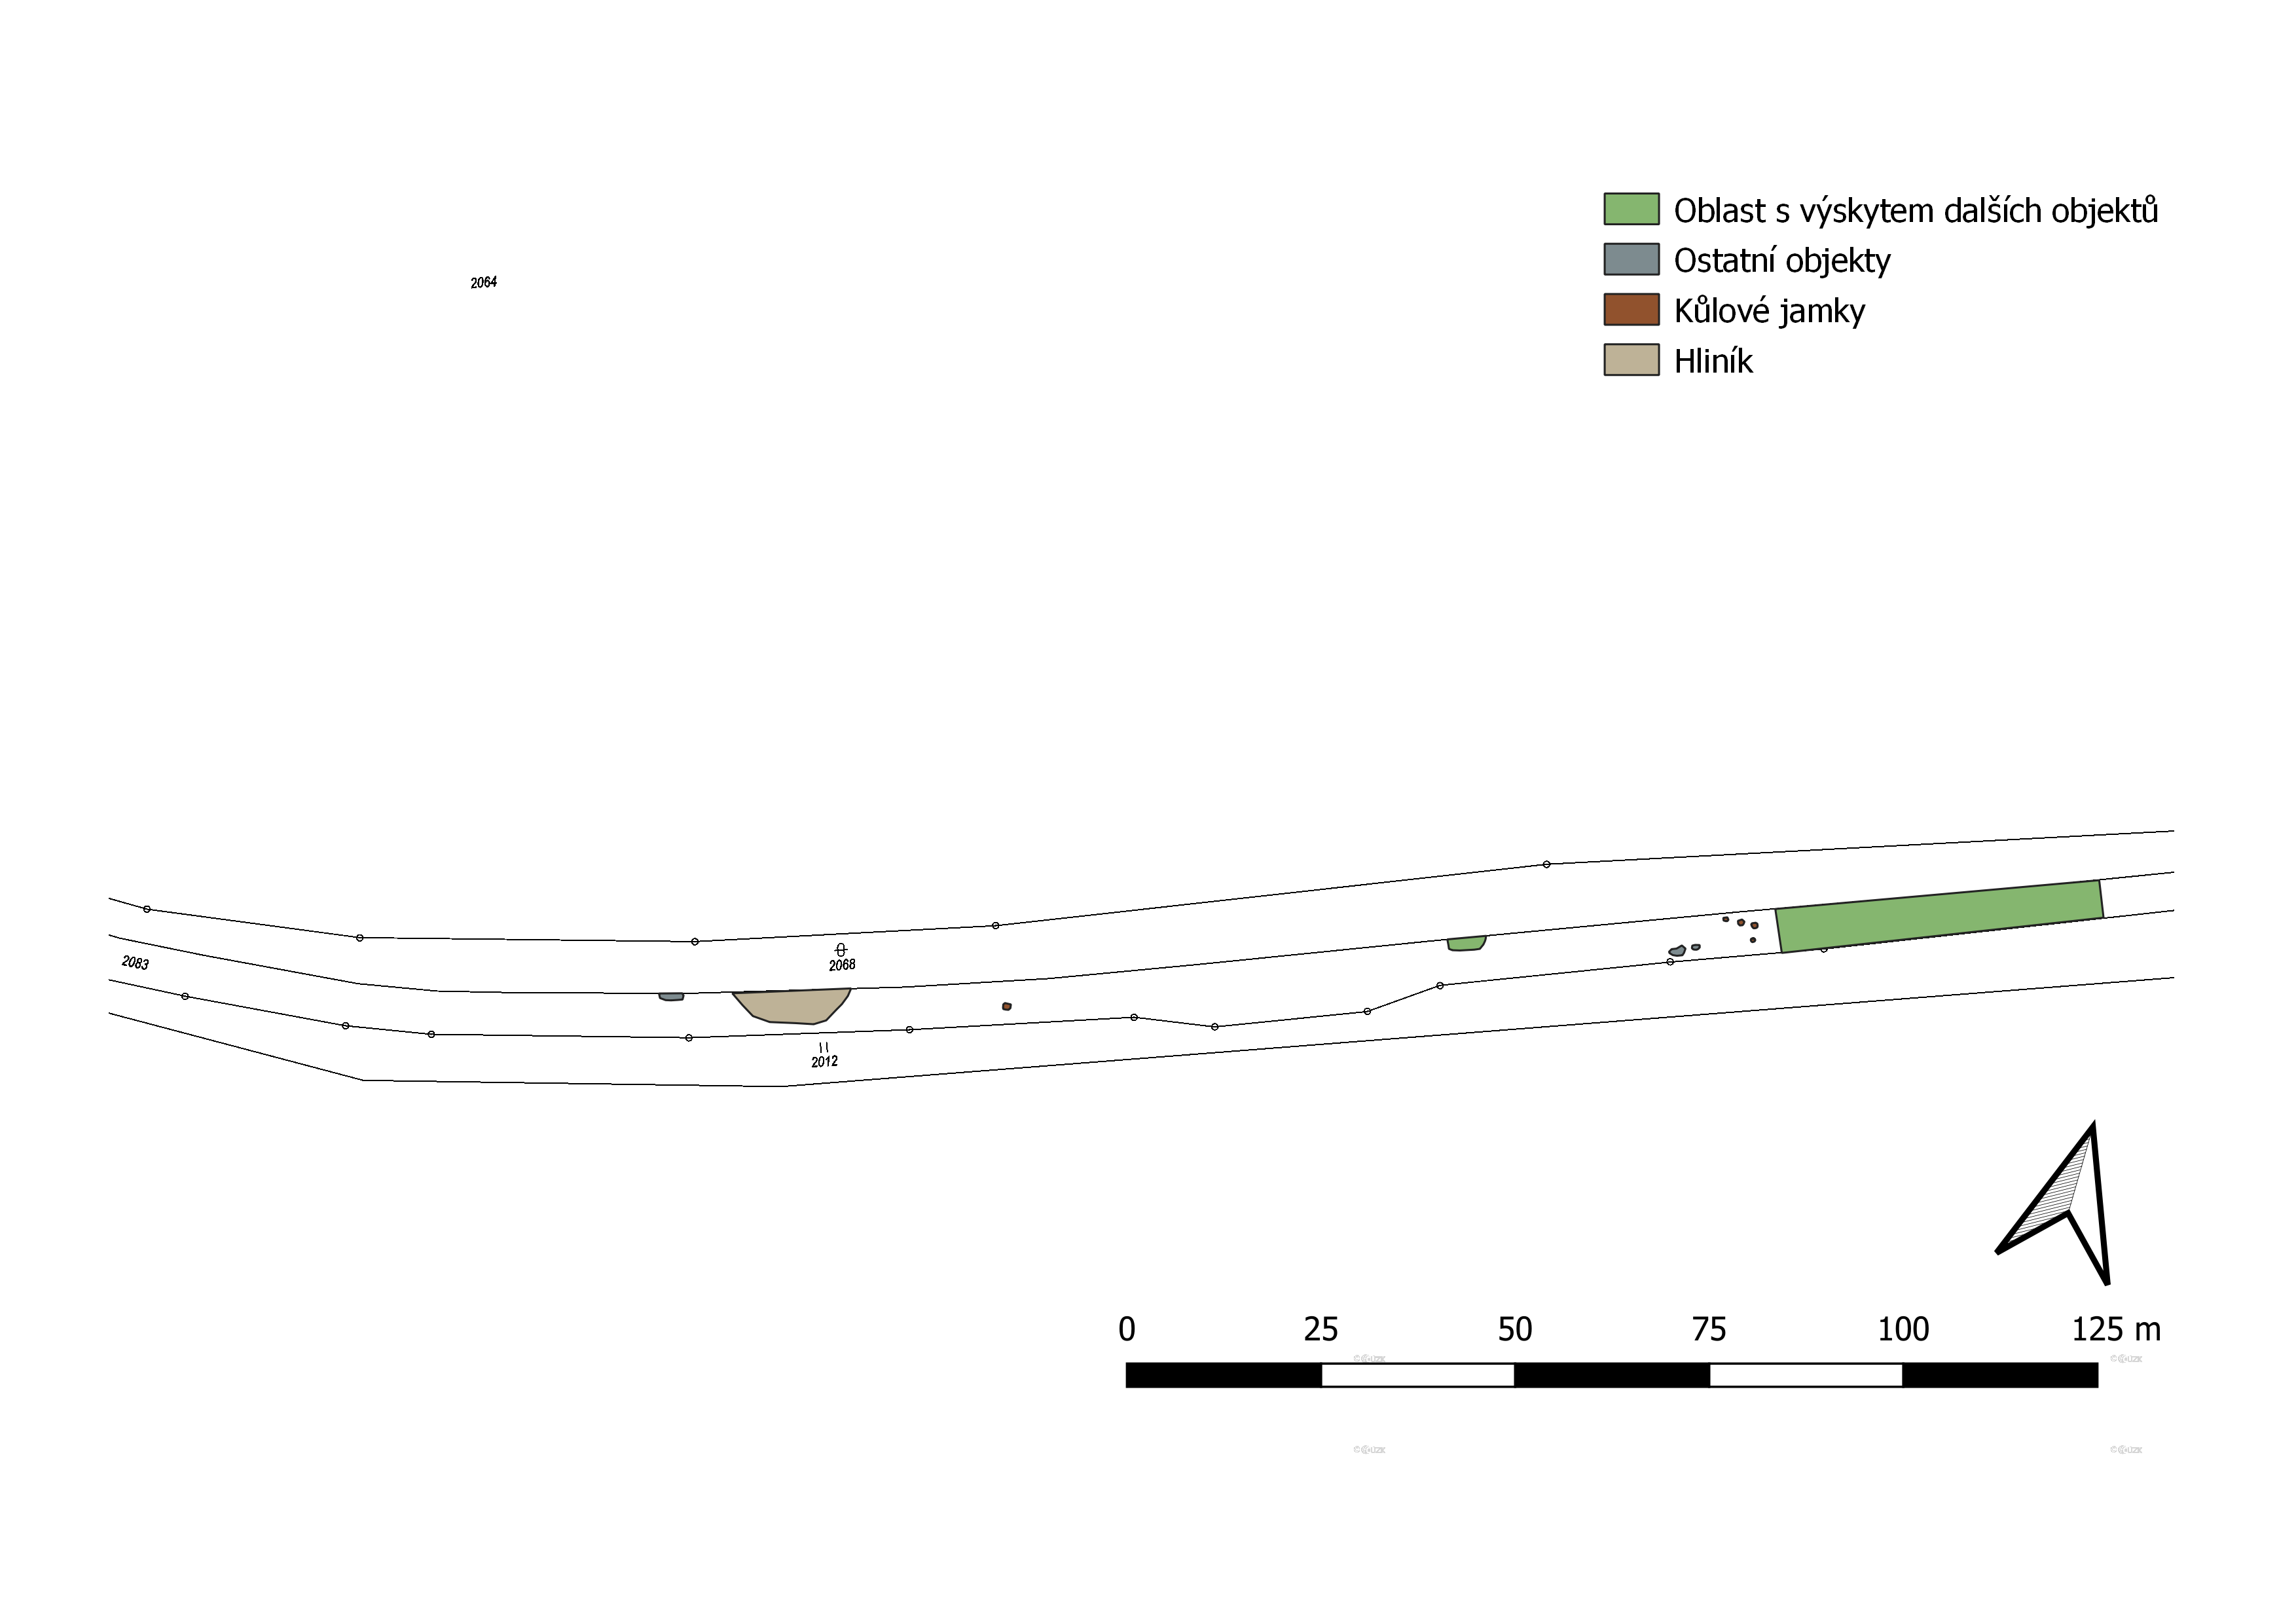 Oblast s výskytem dalších objektů
Ostatní objekty
Kůlové jamky
Hliník
2064
2083
2068
2012
0 25 50 75 100 125 m